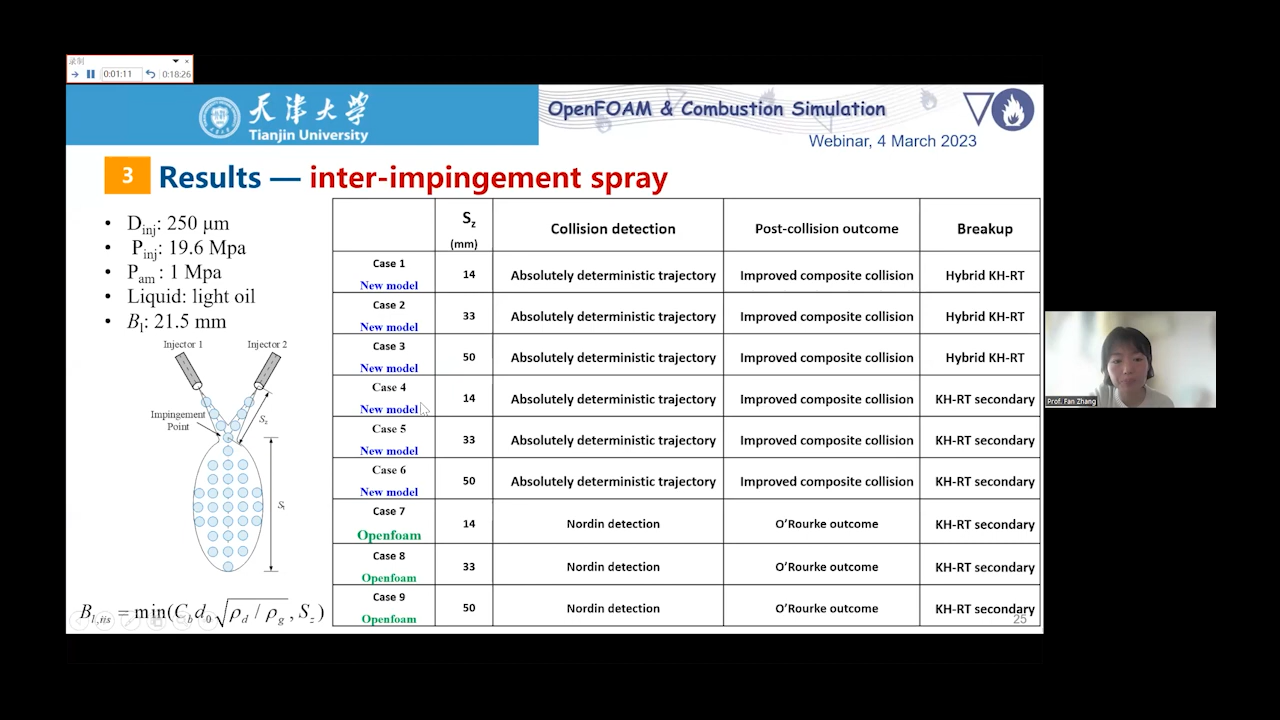 录制
0:01:11 0:18:26
天津大学
Tianjin University
OpenFOAM & Combustion Simulation
Webinar, 4 March 2023
3 Results — inter-impingement spray
• Dinj: 250 μm
• Pinj: 19.6 Mpa
• Pam : 1 Mpa
• Liquid: light oil
• Bl: 21.5 mm
Injector 1 Injector 2
Impingement
Point
Sz
Sl
Bl,iis = min(Cb d0 √ρd / ρg , Sz)
Sz (mm) Collision detection Post-collision outcome Breakup
Case 1 New model 14 Absolutely deterministic trajectory Improved composite collision Hybrid KH-RT
Case 2 New model 33 Absolutely deterministic trajectory Improved composite collision Hybrid KH-RT
Case 3 New model 50 Absolutely deterministic trajectory Improved composite collision Hybrid KH-RT
Case 4 New model 14 Absolutely deterministic trajectory Improved composite collision KH-RT secondary
Case 5 New model 33 Absolutely deterministic trajectory Improved composite collision KH-RT secondary
Case 6 New model 50 Absolutely deterministic trajectory Improved composite collision KH-RT secondary
Case 7 Openfoam 14 Nordin detection O’Rourke outcome KH-RT secondary
Case 8 Openfoam 33 Nordin detection O’Rourke outcome KH-RT secondary
Case 9 Openfoam 50 Nordin detection O’Rourke outcome KH-RT secondary
25
Prof. Fan Zhang